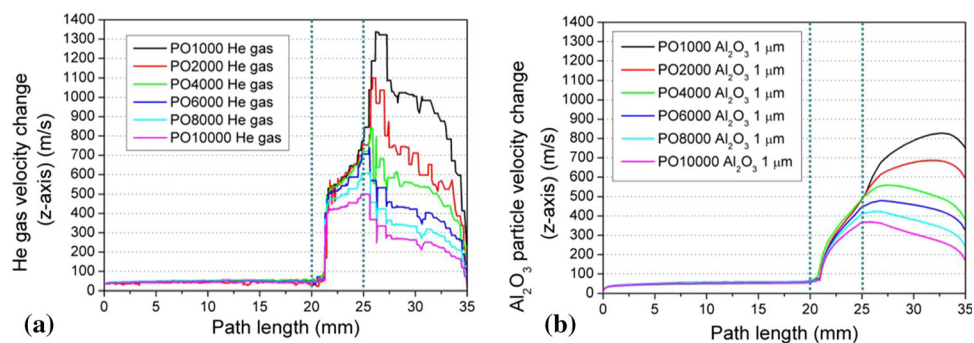 He gas velocity change
(z-axis) (m/s)
1400
1300
1200
1100
1000
900
800
700
600
500
400
300
200
100
0
PO1000 He gas
PO2000 He gas
PO4000 He gas
PO6000 He gas
PO8000 He gas
PO10000 He gas
0 5 10 15 20 25 30 35
Path length (mm)
(a)
Al₂O₃ particle velocity change
(z-axis) (m/s)
1400
1300
1200
1100
1000
900
800
700
600
500
400
300
200
100
0
PO1000 Al₂O₃ 1 μm
PO2000 Al₂O₃ 1 μm
PO4000 Al₂O₃ 1 μm
PO6000 Al₂O₃ 1 μm
PO8000 Al₂O₃ 1 μm
PO10000 Al₂O₃ 1 μm
0 5 10 15 20 25 30 35
Path length (mm)
(b)